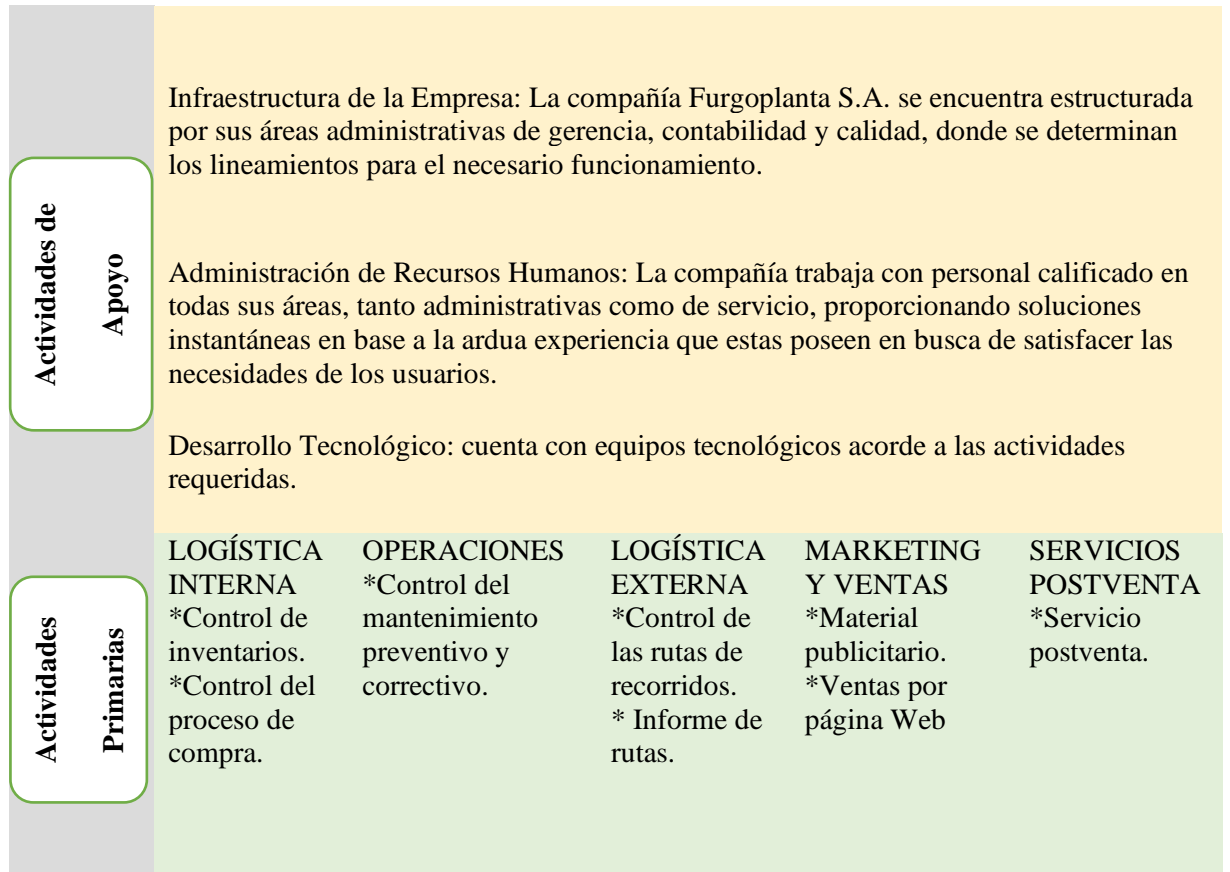 Actividades de
Apoyo
Infraestructura de la Empresa: La compañía Furgoplanta S.A. se encuentra estructurada
por sus áreas administrativas de gerencia, contabilidad y calidad, donde se determinan
los lineamientos para el necesario funcionamiento.
Administración de Recursos Humanos: La compañía trabaja con personal calificado en
todas sus áreas, tanto administrativas como de servicio, proporcionando soluciones
instantáneas en base a la ardua experiencia que estas poseen en busca de satisfacer las
necesidades de los usuarios.
Desarrollo Tecnológico: cuenta con equipos tecnológicos acorde a las actividades
requeridas.
Actividades
Primarias
LOGÍSTICA
INTERNA
*Control de
inventarios.
*Control del
proceso de
compra.
OPERACIONES
*Control del
mantenimiento
preventivo y
correctivo.
LOGÍSTICA
EXTERNA
*Control de
las rutas de
recorridos.
* Informe de
rutas.
MARKETING
Y VENTAS
*Material
publicitario.
*Ventas por
página Web
SERVICIOS
POSTVENTA
*Servicio
postventa.